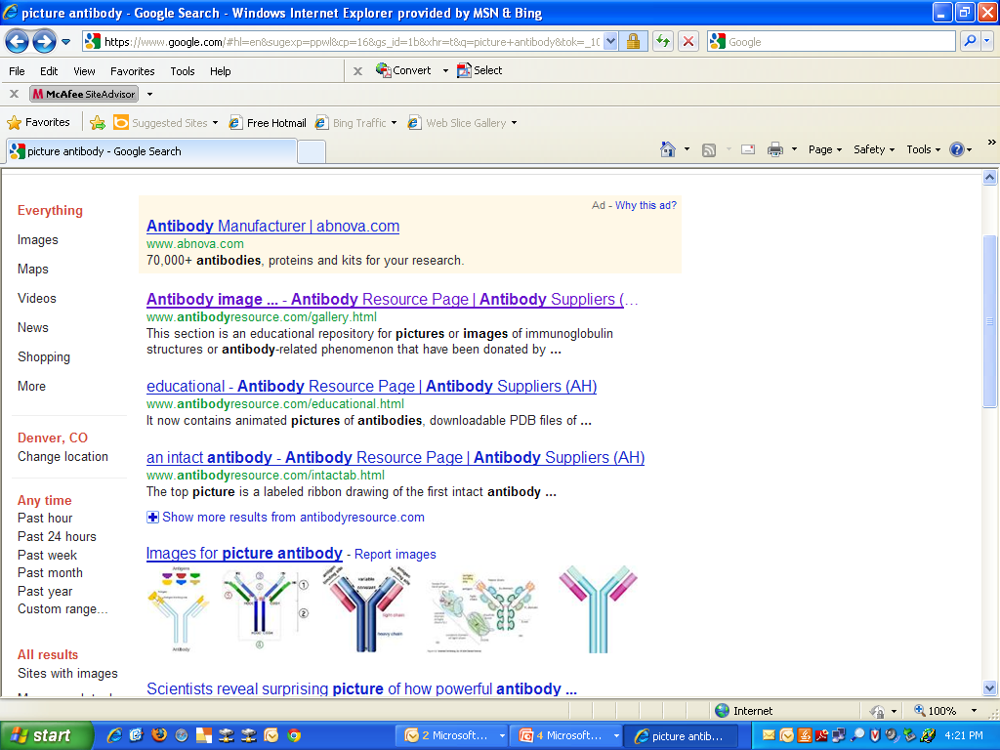 picture antibody - Google Search - Windows Internet Explorer provided by MSN & Bing
https://www.google.com/#hl=en&sugexp=ppwl&cp=16&gs_id=1b&xhr=t&q=picture+antibody&tok=_1
Google
File Edit View Favorites Tools Help
x Convert Select
x McAfee SiteAdvisor
Favorites Suggested Sites Free Hotmail Bing Traffic Web Slice Gallery
picture antibody - Google Search
Page Safety Tools »
Everything
Images
Maps
Videos
News
Shopping
More
Denver, CO
Change location
Any time
Past hour
Past 24 hours
Past week
Past month
Past year
Custom range...
All results
Sites with images
Ad - Why this ad?
Antibody Manufacturer | abnova.com
www.abnova.com
70,000+ antibodies, proteins and kits for your research.
Antibody image ... - Antibody Resource Page | Antibody Suppliers (...
www.antibodyresource.com/gallery.html
This section is an educational repository for pictures or images of immunoglobulin
structures or antibody-related phenomenon that have been donated by ...
educational - Antibody Resource Page | Antibody Suppliers (AH)
www.antibodyresource.com/educational.html
It now contains animated pictures of antibodies, downloadable PDB files of ...
an intact antibody - Antibody Resource Page | Antibody Suppliers (AH)
www.antibodyresource.com/intactab.html
The top picture is a labeled ribbon drawing of the first intact antibody ...
Show more results from antibodyresource.com
Images for picture antibody - Report images
Antigens
Antibody
variable
constant
light chain
heavy chain
Scientists reveal surprising picture of how powerful antibody ...
Internet 100%
start 2 Microsoft... 4 Microsoft... picture antib... 4:21 PM